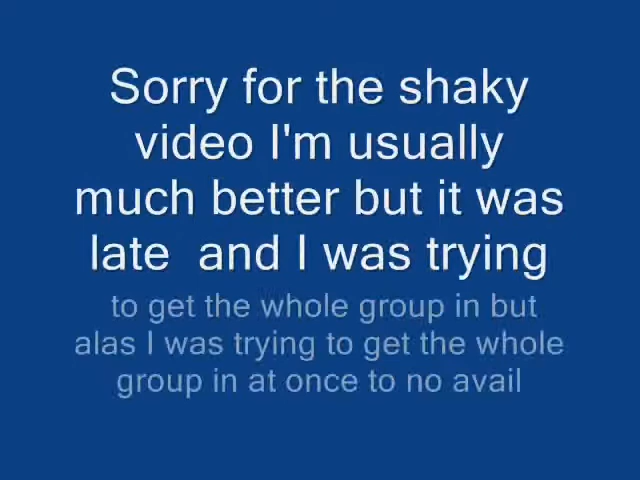 Sorry for the shaky
video I'm usually
much better but it was
late  and I was trying
to get the whole group in but
alas I was trying to get the whole
group in at once to no avail